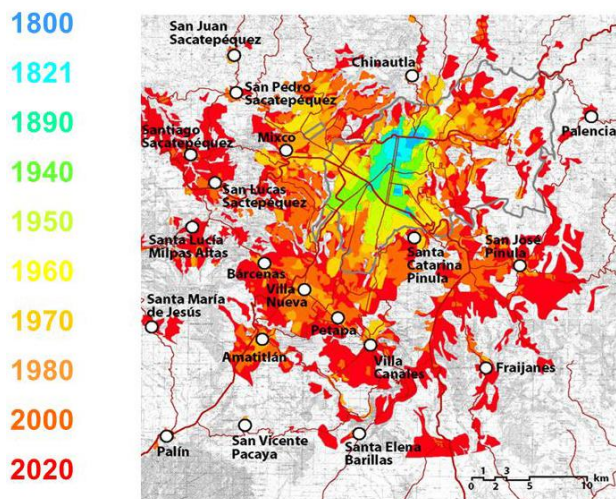 1800
1821
1890
1940
1950
1960
1970
1980
2000
2020
San Juan
Sacatepéquez
Chinautla
San Pedro
Sacatepéquez
Palencia
Santiago
Sacatepéquez
Mixco
San Lucas
Sactepéquez
Santa Lucía
Milpas Altas
Santa
Catarina
Pinula
San José
Pinula
Bárcenas
Villa
Nueva
Santa María
de Jesús
Petapa
Amatitlán
Villa
Canales
Fraijanes
Palín
San Vicente
Pacaya
Santa Elena
Barillas
0 1 2 3 5 10
km